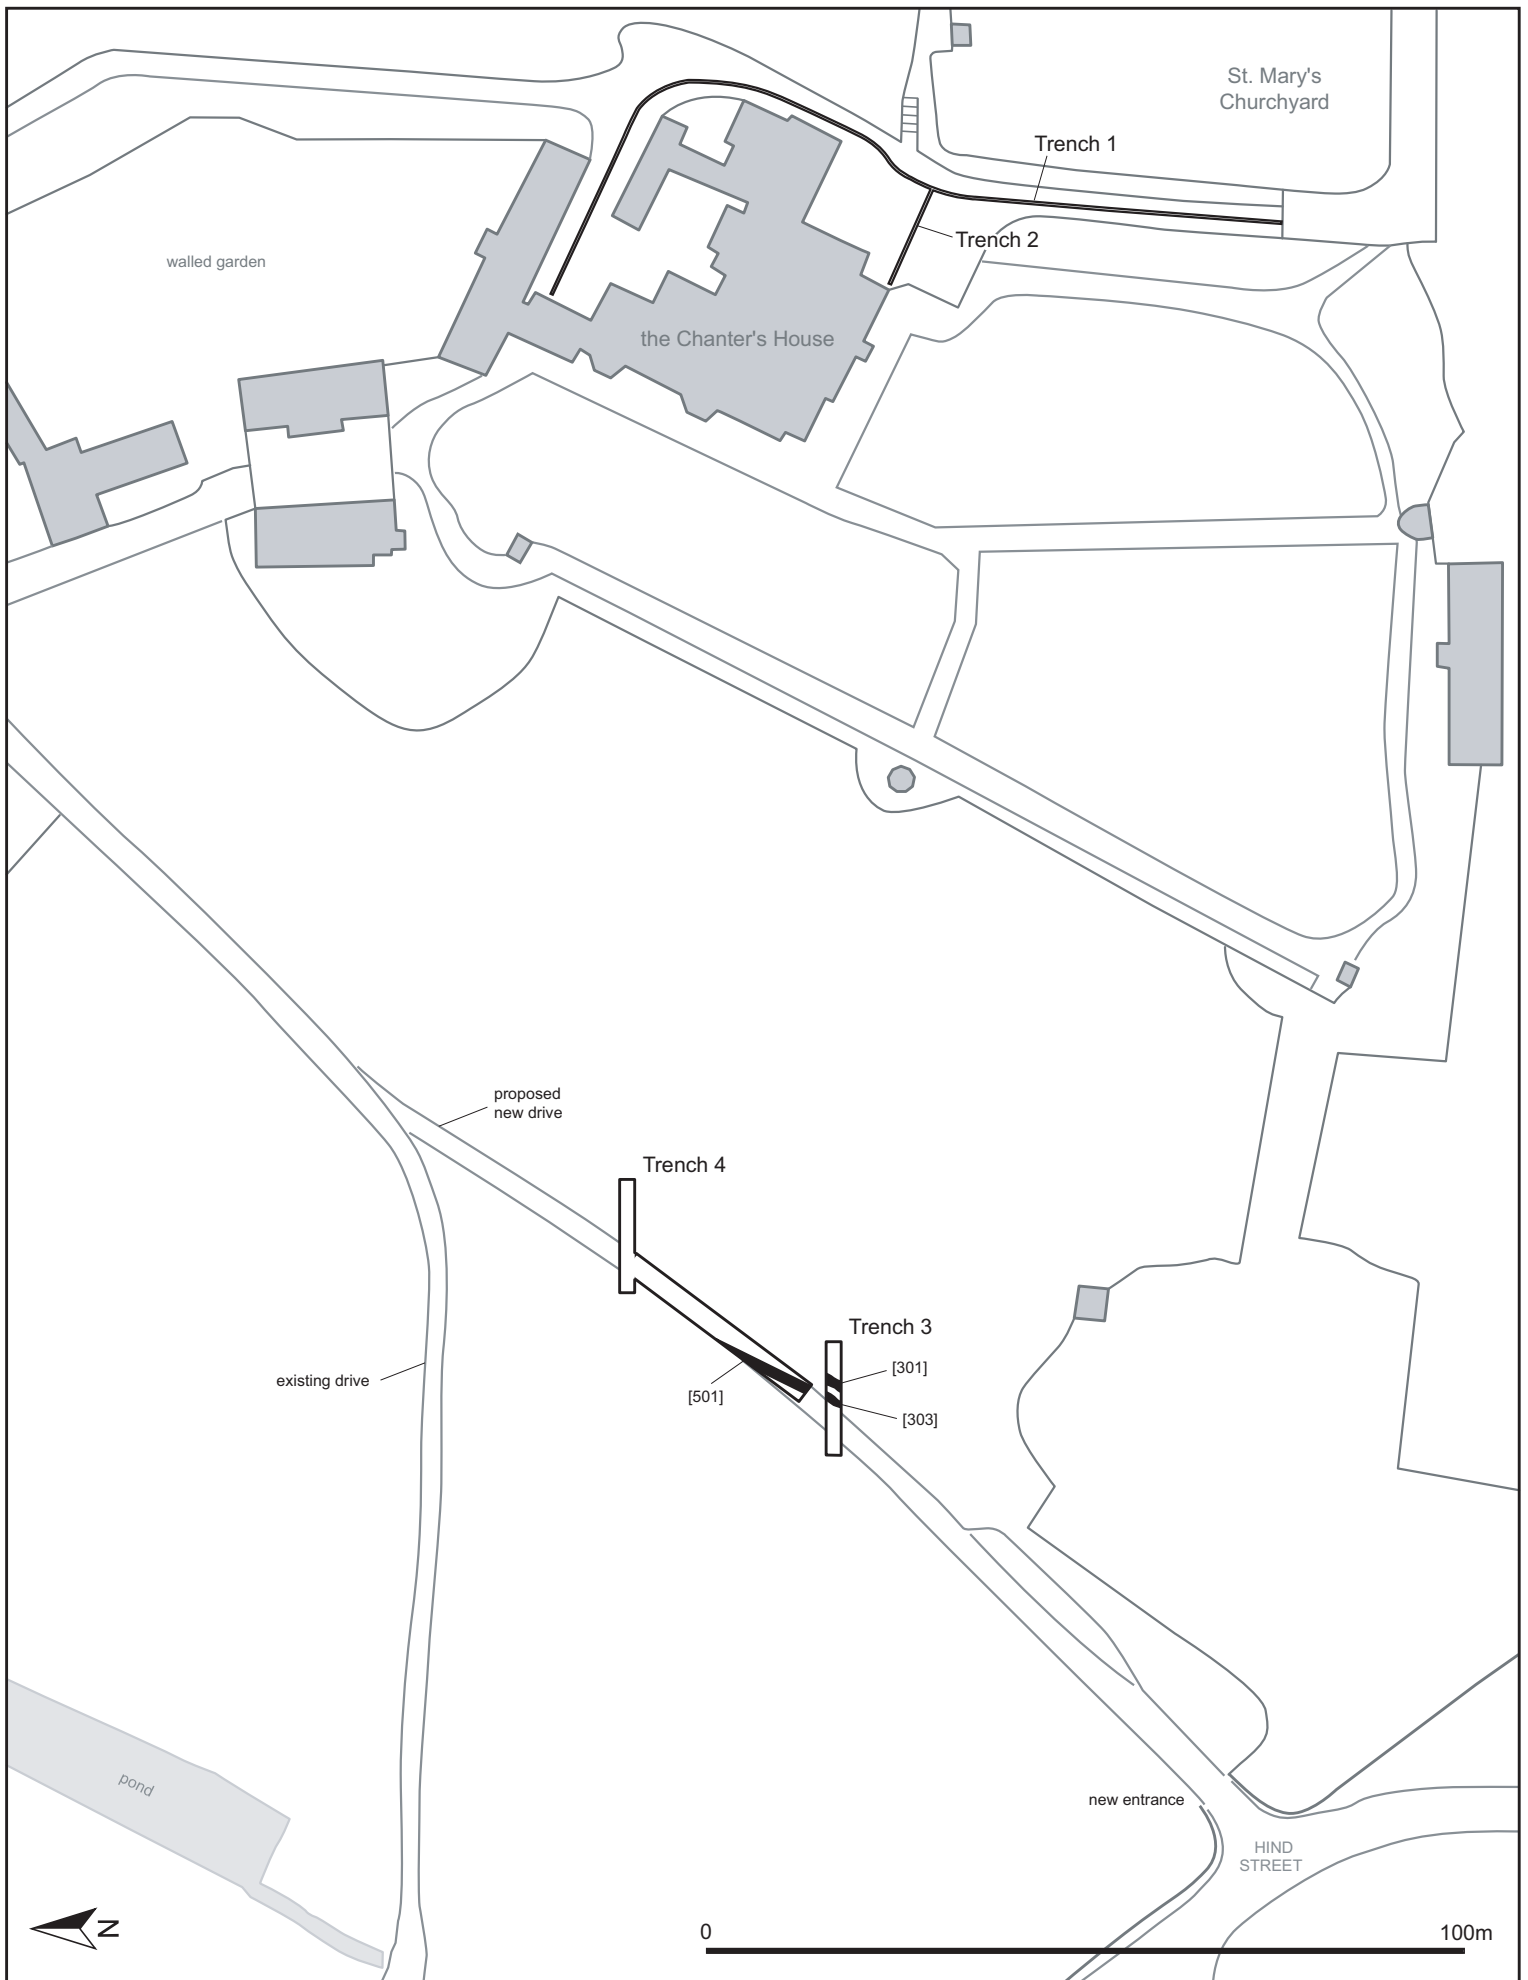 St. Mary's
Churchyard
Trench 1
Trench 2
walled garden
the Chanter's House
proposed
new drive
Trench 4
Trench 3
[301]
existing drive
[501]
[303]
pond
new entrance
HIND
STREET
N
0
100m